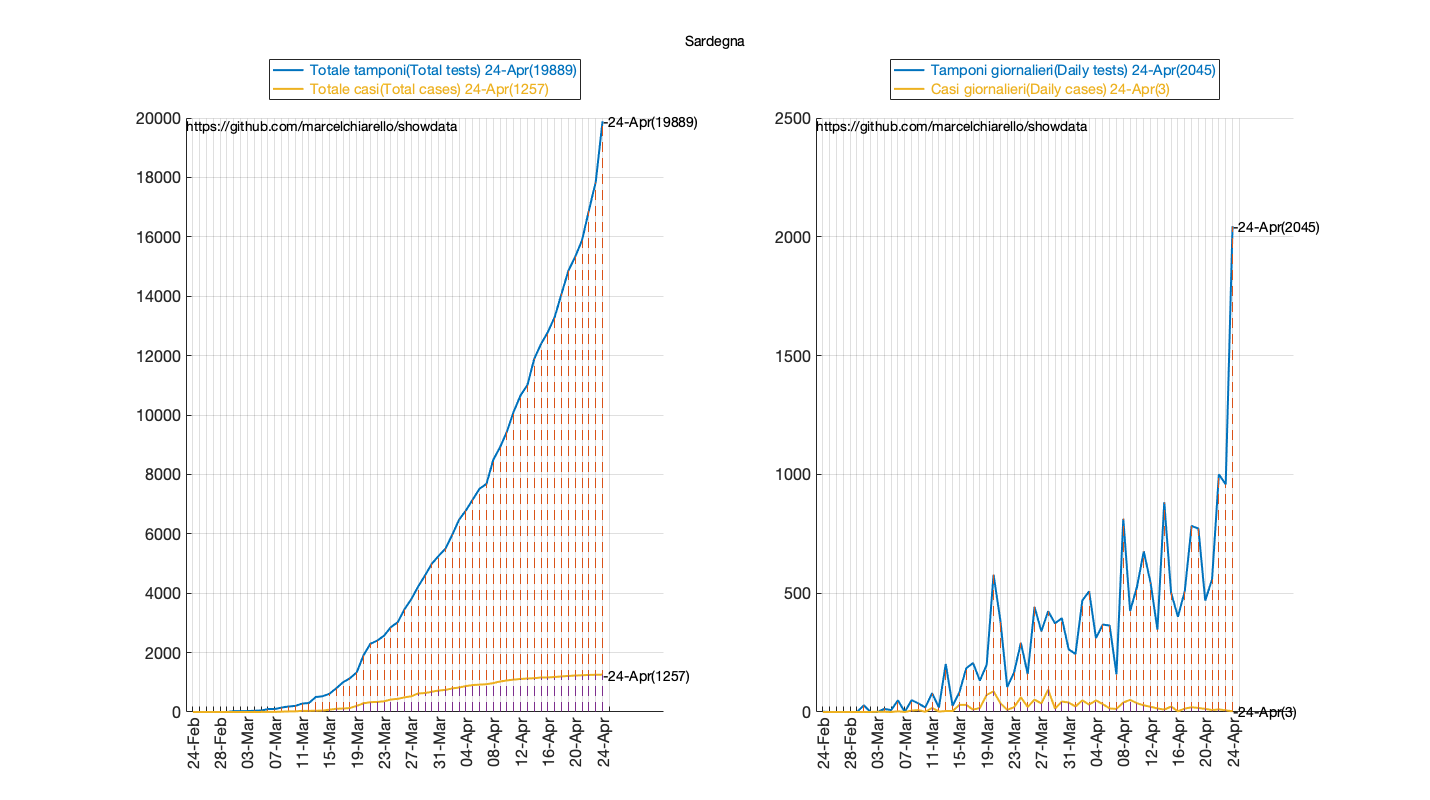 Sardegna
Totale tamponi(Total tests) 24-Apr(19889)
Totale casi(Total cases) 24-Apr(1257)
20000
18000
16000
14000
12000
10000
8000
6000
4000
2000
0
https://github.com/marcelchiarello/showdata
-24-Apr(19889)
-24-Apr(1257)
24-Feb
28-Feb
03-Mar
07-Mar
11-Mar
15-Mar
19-Mar
23-Mar
27-Mar
31-Mar
04-Apr
08-Apr
12-Apr
16-Apr
20-Apr
24-Apr
Tamponi giornalieri(Daily tests) 24-Apr(2045)
Casi giornalieri(Daily cases) 24-Apr(3)
2500
2000
1500
1000
500
0
https://github.com/marcelchiarello/showdata
-24-Apr(2045)
-24-Apr(3)
24-Feb
28-Feb
03-Mar
07-Mar
11-Mar
15-Mar
19-Mar
23-Mar
27-Mar
31-Mar
04-Apr
08-Apr
12-Apr
16-Apr
20-Apr
24-Apr